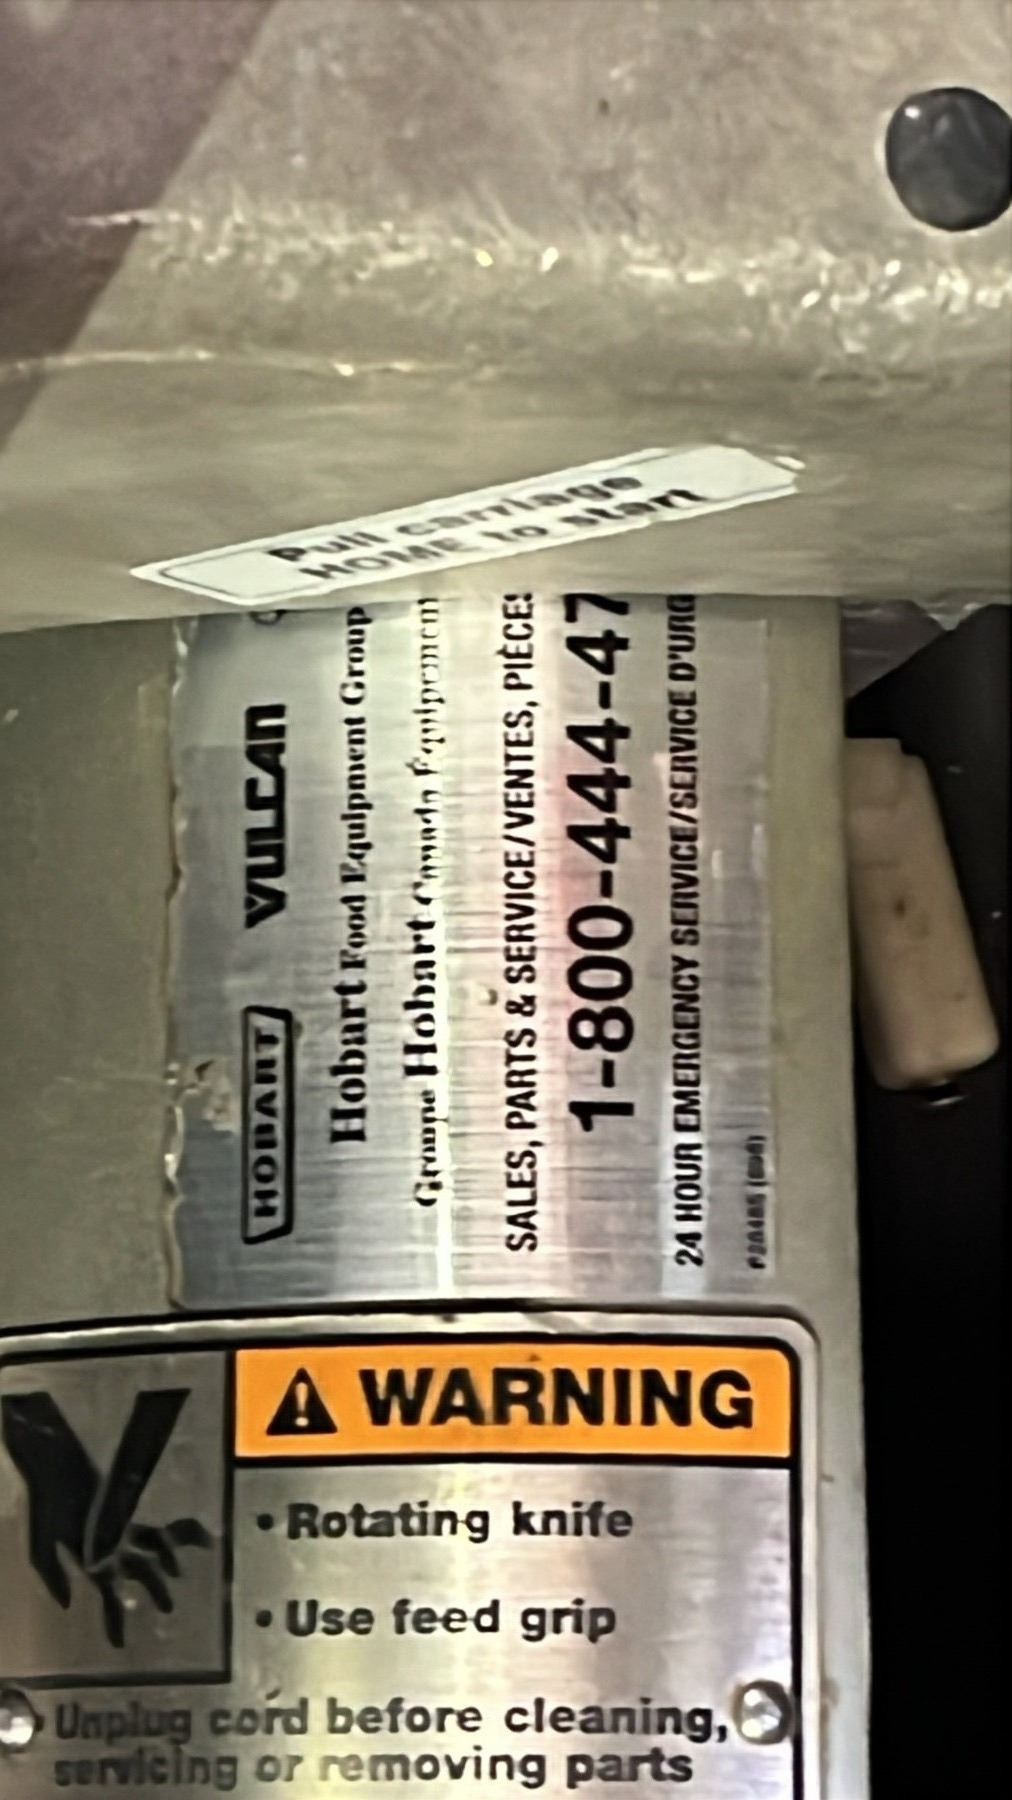 Pull carriage
HOME to start
HOBART VULCAN
Hobart Food Equipment Group
Groupe Hobart Canada Équipement
SALES, PARTS & SERVICE/VENTES, PIÈCES
1-800-444-47
24 HOUR EMERGENCY SERVICE/SERVICE D'URG
WARNING
• Rotating knife
• Use feed grip
• Unplug cord before cleaning,
servicing or removing parts